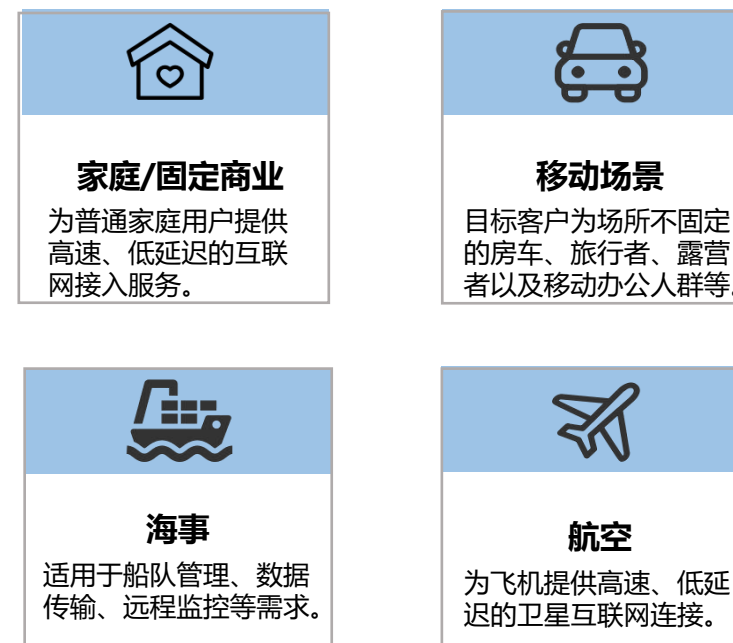 家庭/固定商业
为普通家庭用户提供
高速、低延迟的互联
网接入服务。
移动场景
目标客户为场所不固定
的房车、旅行者、露营
者以及移动办公人群等。
海事
适用于船队管理、数据
传输、远程监控等需求。
航空
为飞机提供高速、低延
迟的卫星互联网连接。